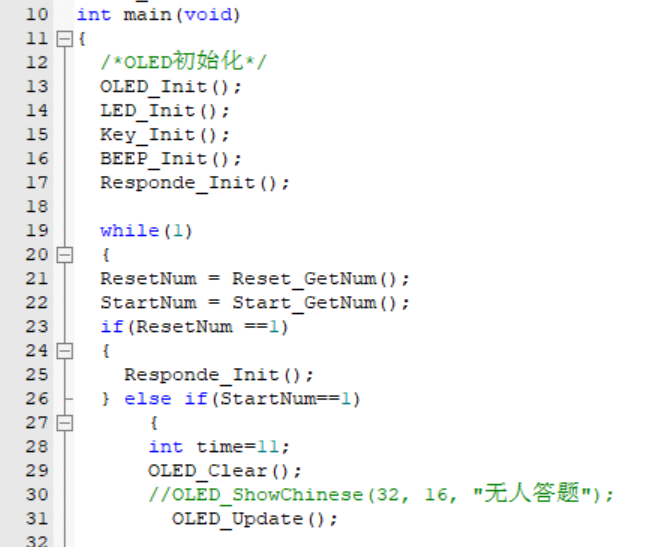 10 int main(void)
11 {
12 /*OLED初始化*/
13 OLED_Init();
14 LED_Init();
15 Key_Init();
16 BEEP_Init();
17 Responde_Init();
18
19 while(1)
20 {
21 ResetNum = Reset_GetNum();
22 StartNum = Start_GetNum();
23 if(ResetNum ==1)
24 {
25 Responde_Init();
26 } else if(StartNum==1)
27 {
28 int time=11;
29 OLED_Clear();
30 //OLED_ShowChinese(32, 16, "无人答题");
31 OLED_Update();
32